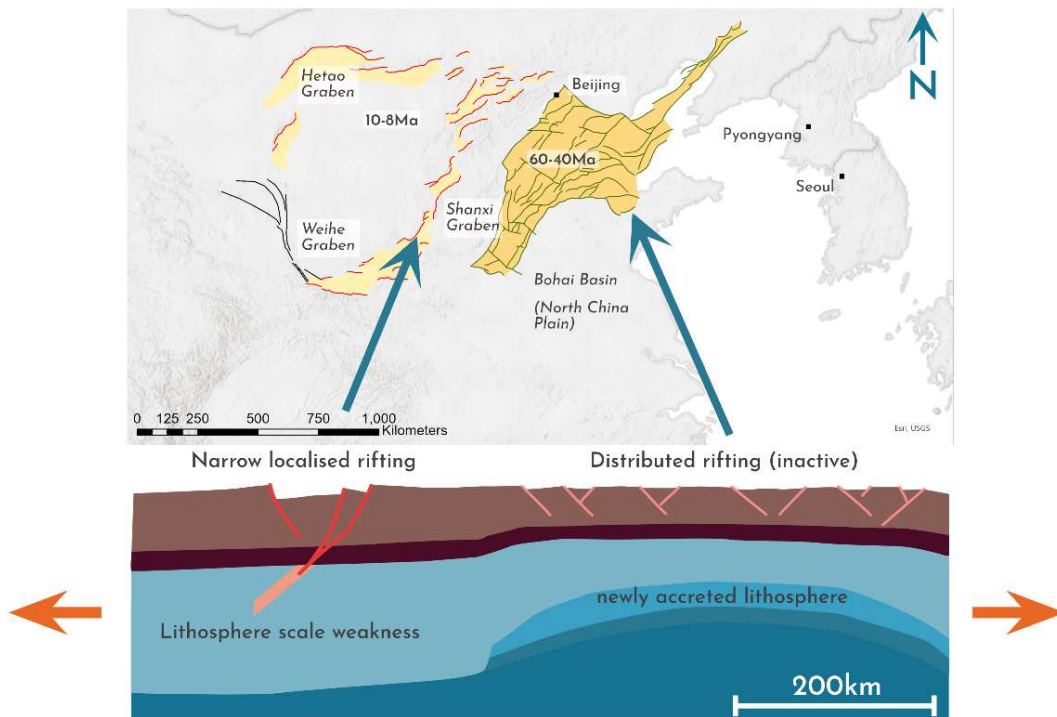 N
Hetao
Graben
Beijing
10-8Ma
60-40Ma
Pyongyang
Seoul
Shanxi
Graben
Weihe
Graben
Bohai Basin
(North China
Plain)
0 125 250 500 750 1,000
Kilometers
Esri, USGS
Narrow localised rifting
Distributed rifting (inactive)
newly accreted lithosphere
Lithosphere scale weakness
200km